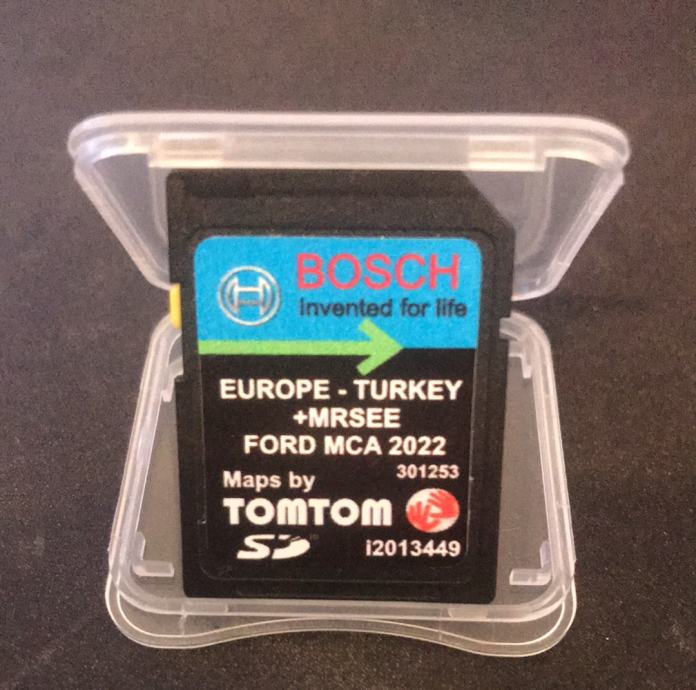 BOSCH
Invented for life
EUROPE - TURKEY
+MRSEE
FORD MCA 2022
301253
Maps by
TOMTOM
SD
i2013449